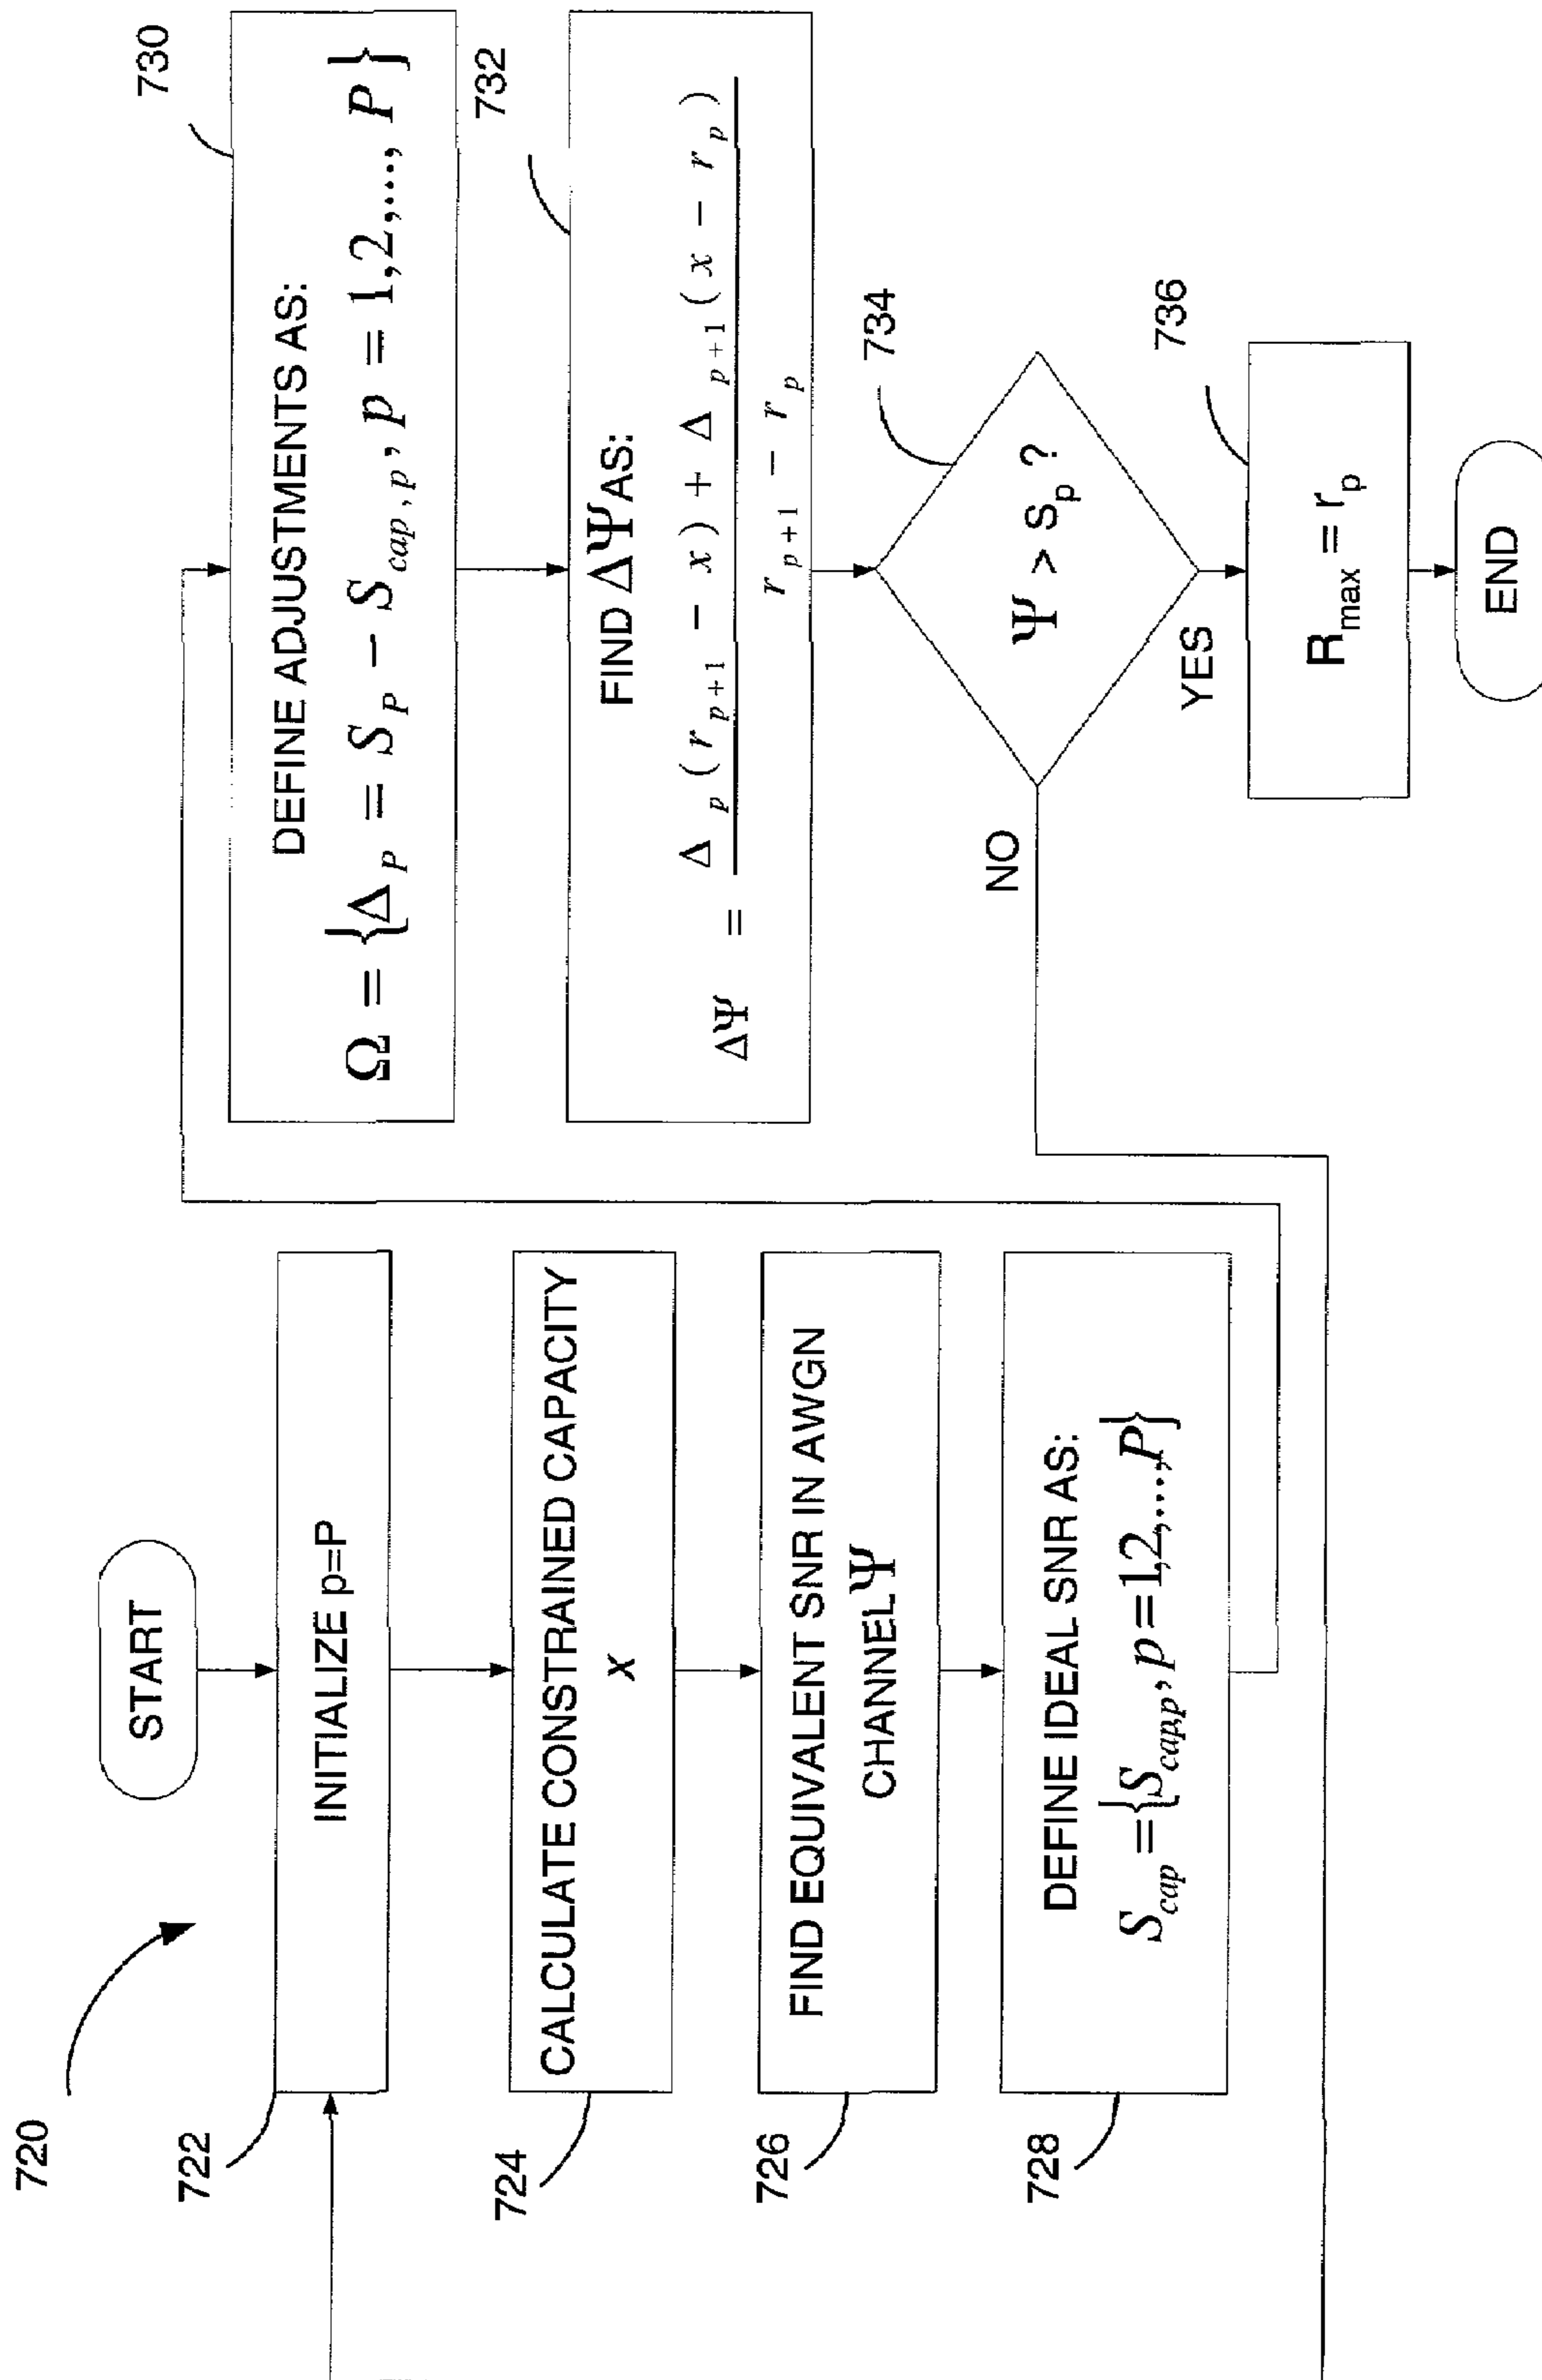 720
START
722
INITIALIZE p=P
724
CALCULATE CONSTRAINED CAPACITY
x
726
FIND EQUIVALENT SNR IN AWGN
CHANNEL Ψ
728
DEFINE IDEAL SNR AS:
S_cap = {S_cap,p, p = 1,2,...,P}
730
DEFINE ADJUSTMENTS AS:
Ω = {Δ_P = S_P − S_cap,p, p = 1,2,..., P}
732
FIND ΔΨ AS:
ΔΨ = Δ_p (r_p+1 − x) + Δ_p+1 (x − r_p) / r_p+1 − r_p
734
Ψ > S_p ?
NO
YES
736
R_max = r_p
END